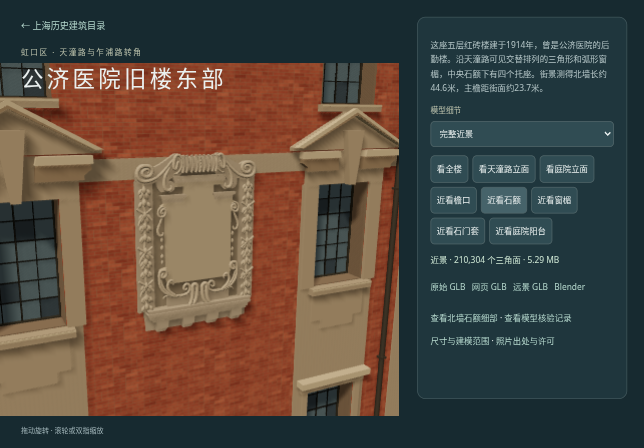 ← 上海历史建筑目录
虹口区 · 天潼路与乍浦路转角
公济医院旧楼东部
拖动旋转 · 滚轮或双指缩放
这座五层红砖楼建于1914年，曾是公济医院的后
勤楼。沿天潼路可见交替排列的三角形和弧形窗
楣，中央石额下有四个托座。街景测得北墙长约
44.6米，主檐距街面约23.7米。
模型细节
完整近景
看全楼
看天潼路立面
看庭院立面
近看檐口
近看石额
近看窗楣
近看石门套
近看庭院阳台
近景 · 210,304 个三角面 · 5.29 MB
原始 GLB 网页 GLB 远景 GLB Blender
查看北墙石额细部 · 查看模型核验记录
尺寸与建模范围 · 照片出处与许可